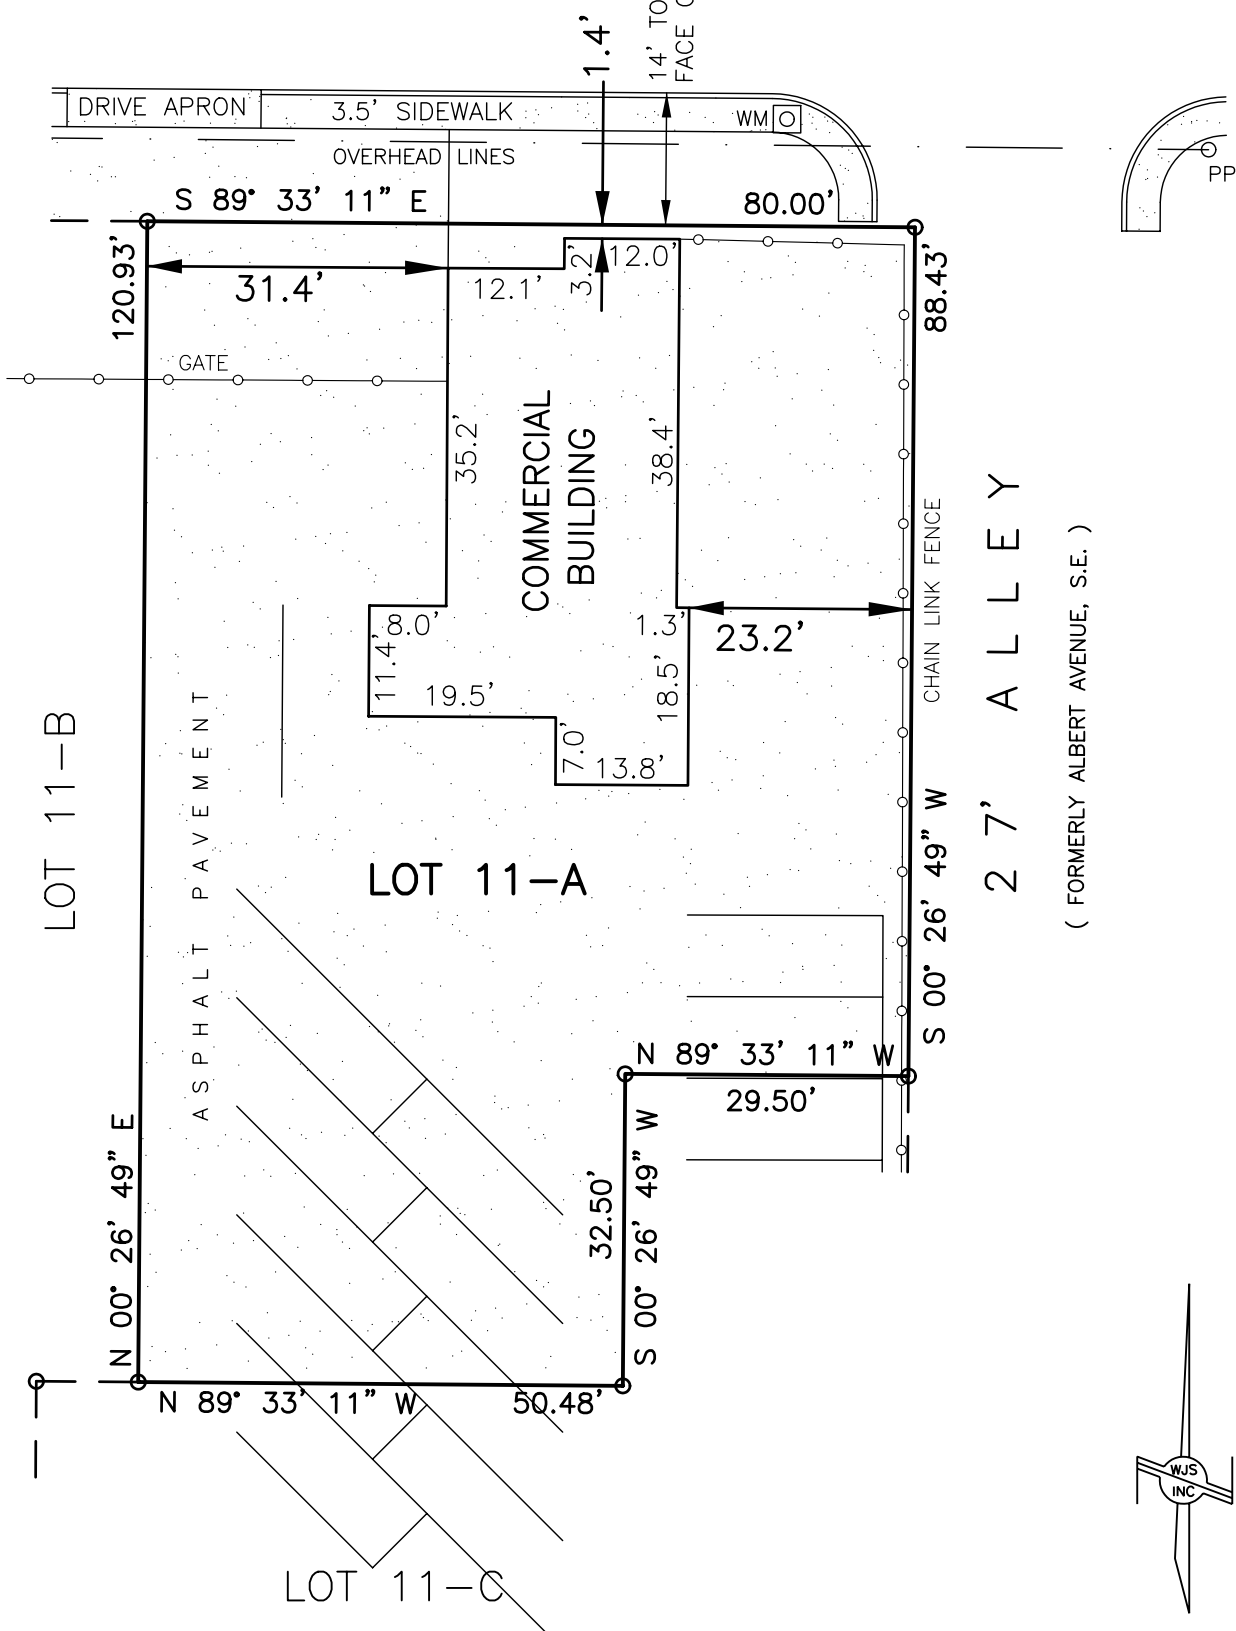 1.4'
14' TO
FACE
DRIVE APRON
3.5' SIDEWALK
WM
OVERHEAD LINES
PP
S 89° 33' 11" E
80.00'
120.93'
31.4'
12.1'
3.2'
12.0'
88.43'
GATE
35.2'
COMMERCIAL
BUILDING
38.4'
CHAIN LINK FENCE
27' ALLEY
( FORMERLY ALBERT AVENUE, S.E. )
8.0'
11.4'
19.5'
1.3'
23.2'
18.5'
7.0'
13.8'
LOT 11-B
ASPHALT PAVEMENT
LOT 11-A
S 00° 26' 49" W
N 89° 33' 11" W
29.50'
N 00° 26' 49" E
32.50'
S 00° 26' 49" W
N 89° 33' 11" W
50.48'
LOT 11-C
WJS
INC